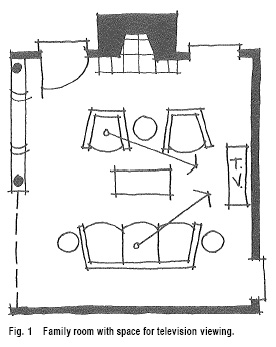 T.V.
Fig. 1 Family room with space for television viewing.